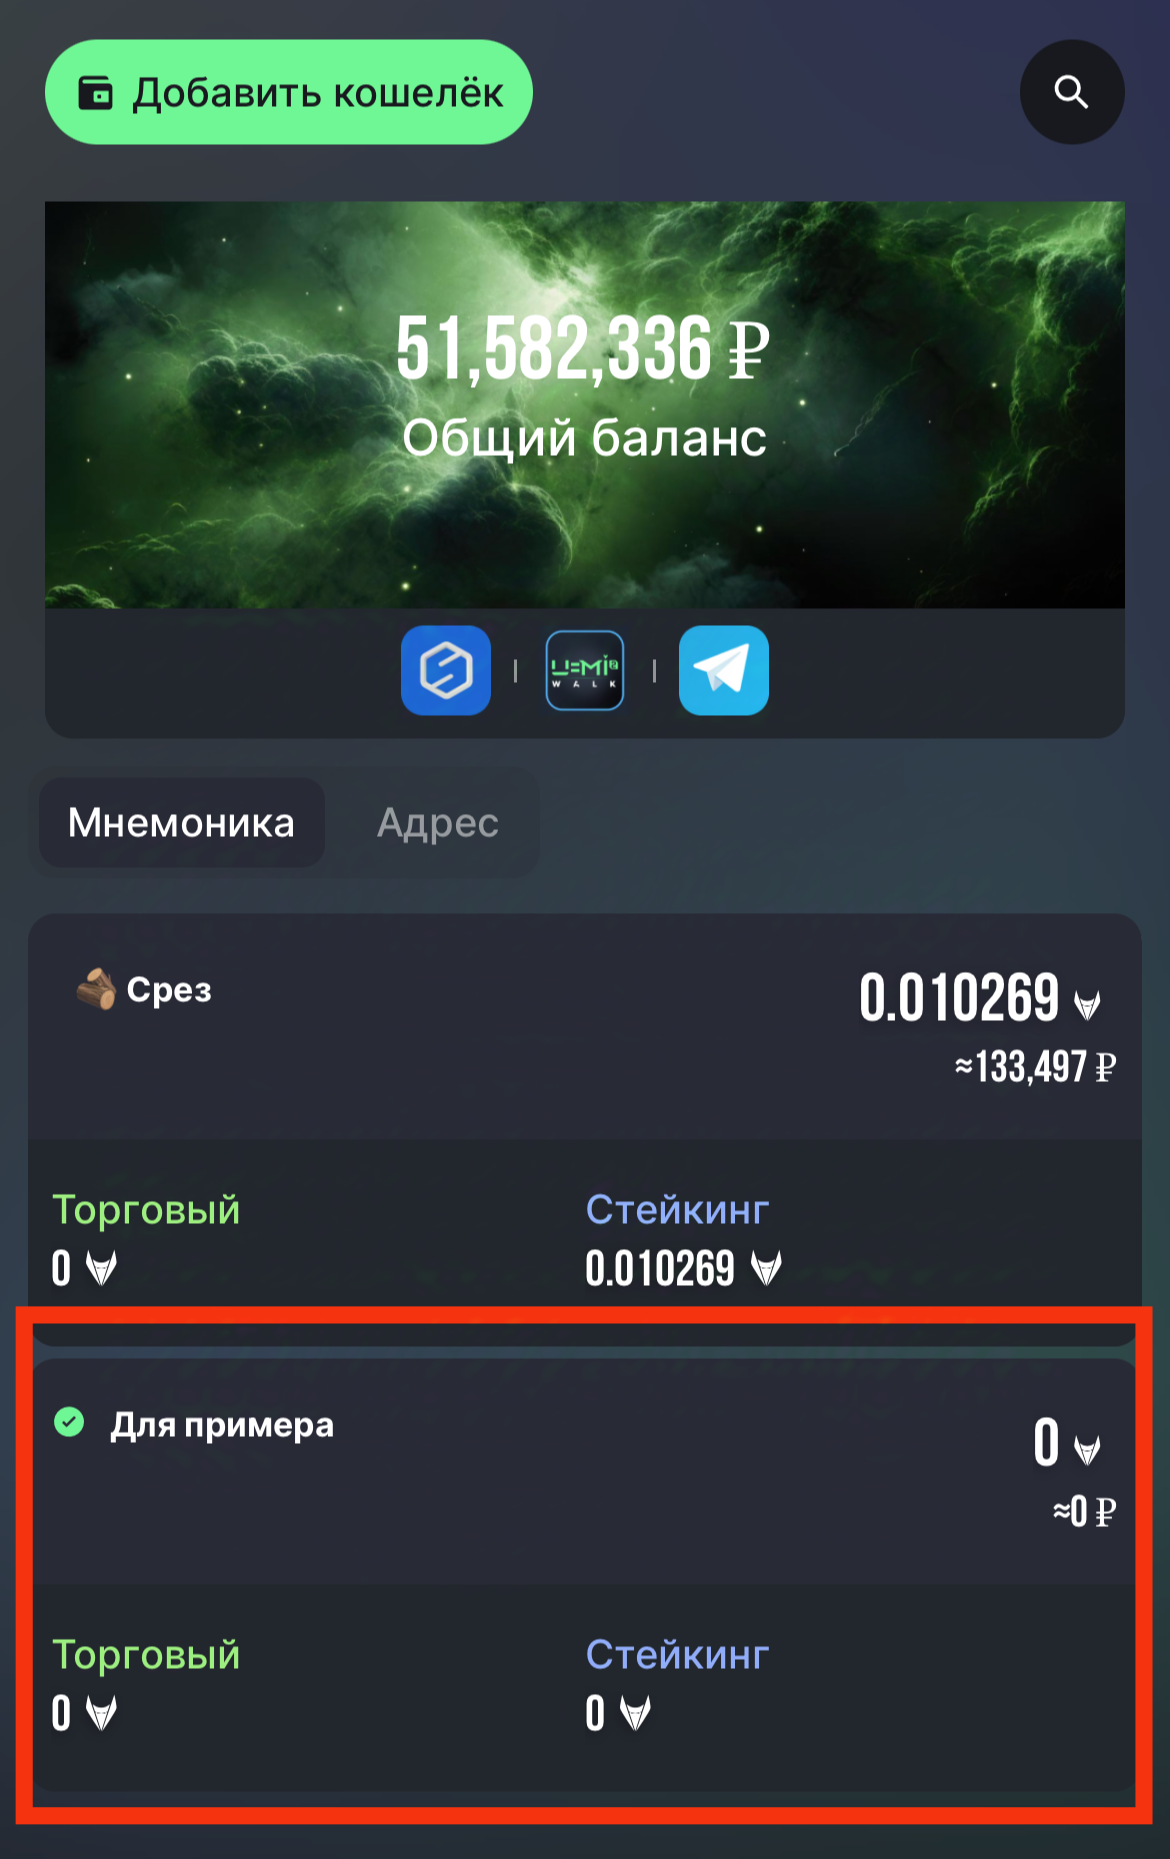 Добавить кошелёк
51,582,336 ₽
Общий баланс
UEMIR
WALK
Мнемоника Адрес
Срез 0.010269
≈133,497 ₽
Торговый Стейкинг
0 0.010269
Для примера 0
≈0 ₽
Торговый Стейкинг
0 0